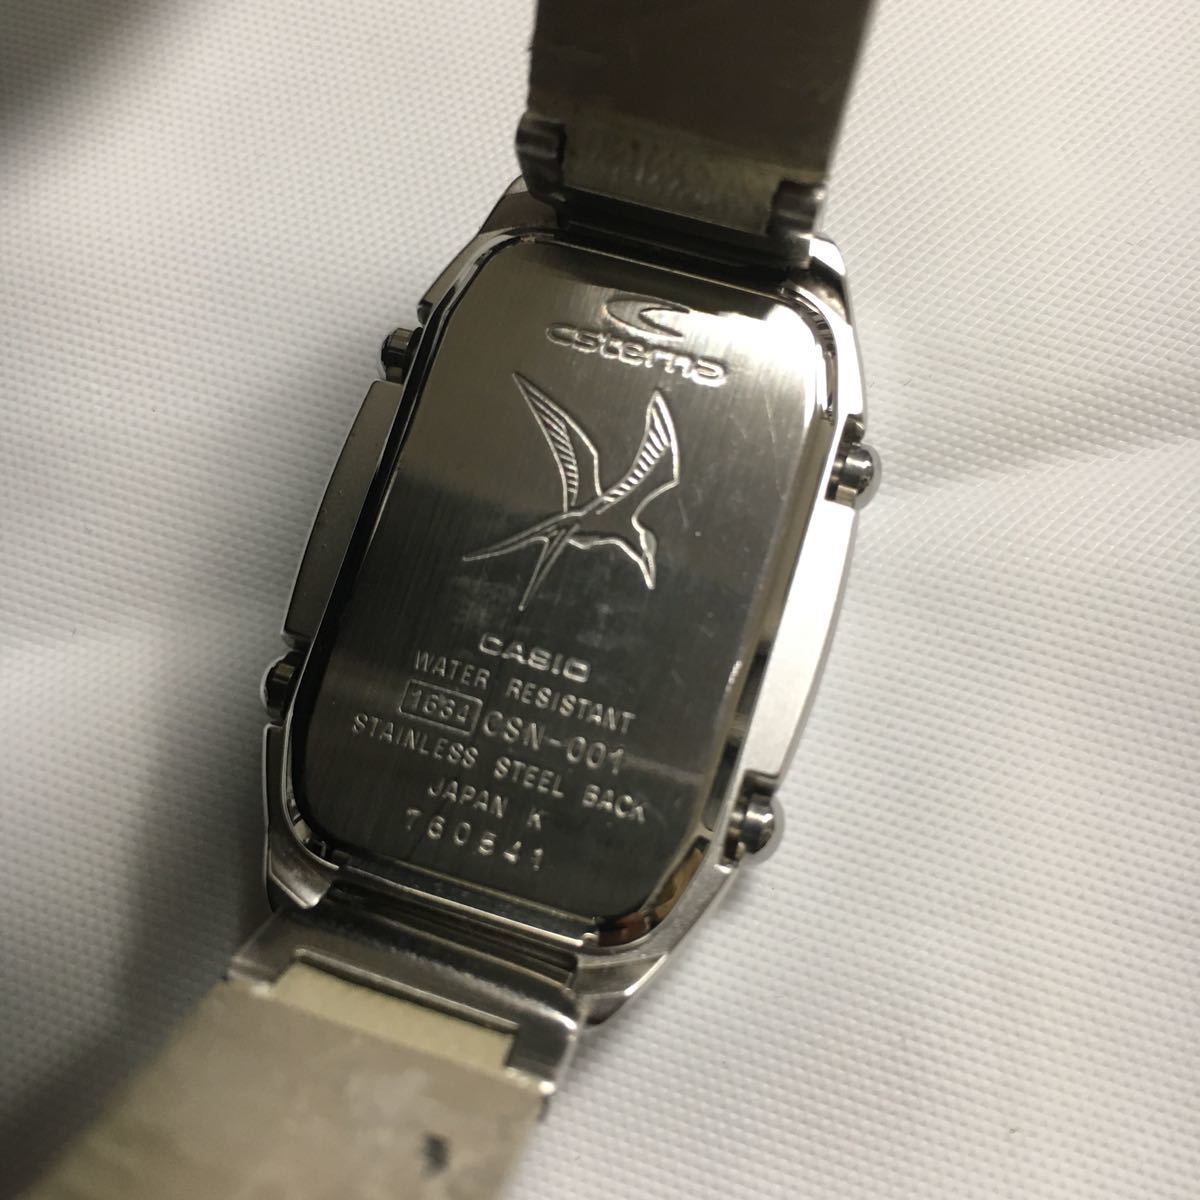 csterna
CASIO
WATER RESISTANT
1664 CSN-001
STAINLESS STEEL BACK
JAPAN K
760541